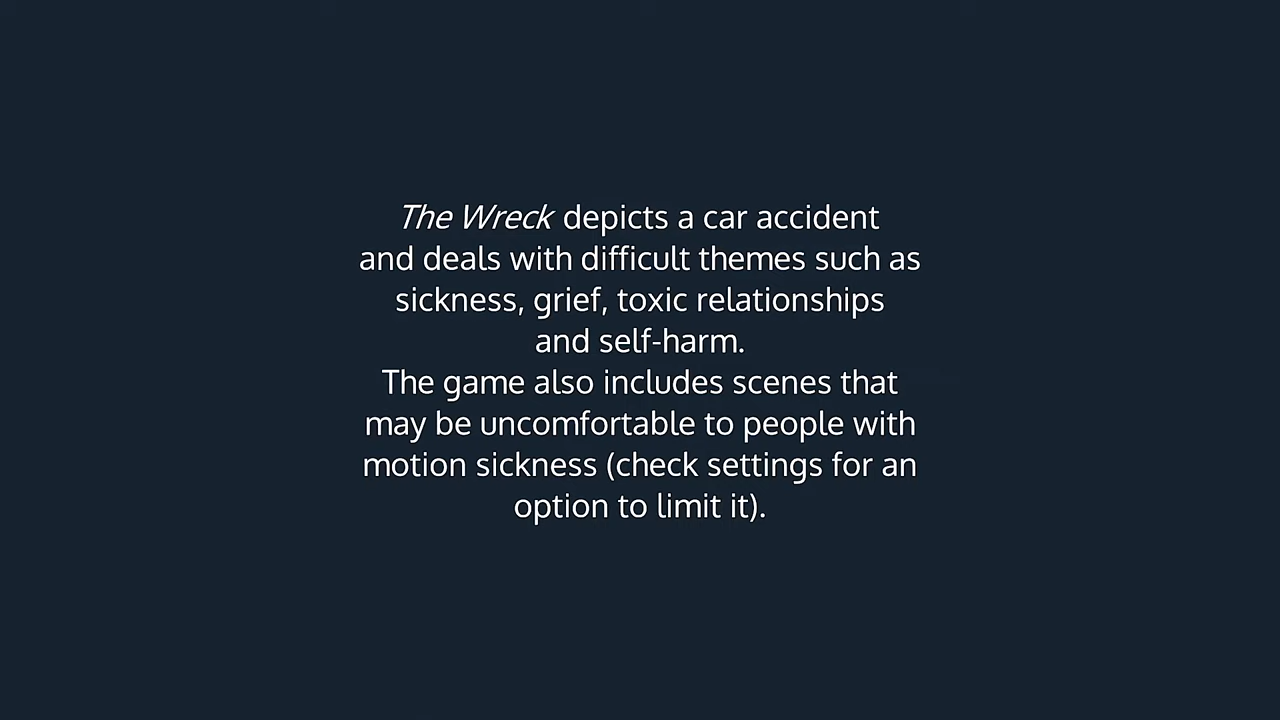 The Wreck depicts a car accident
and deals with difficult themes such as
sickness, grief, toxic relationships
and self-harm.
The game also includes scenes that
may be uncomfortable to people with
motion sickness (check settings for an
option to limit it).